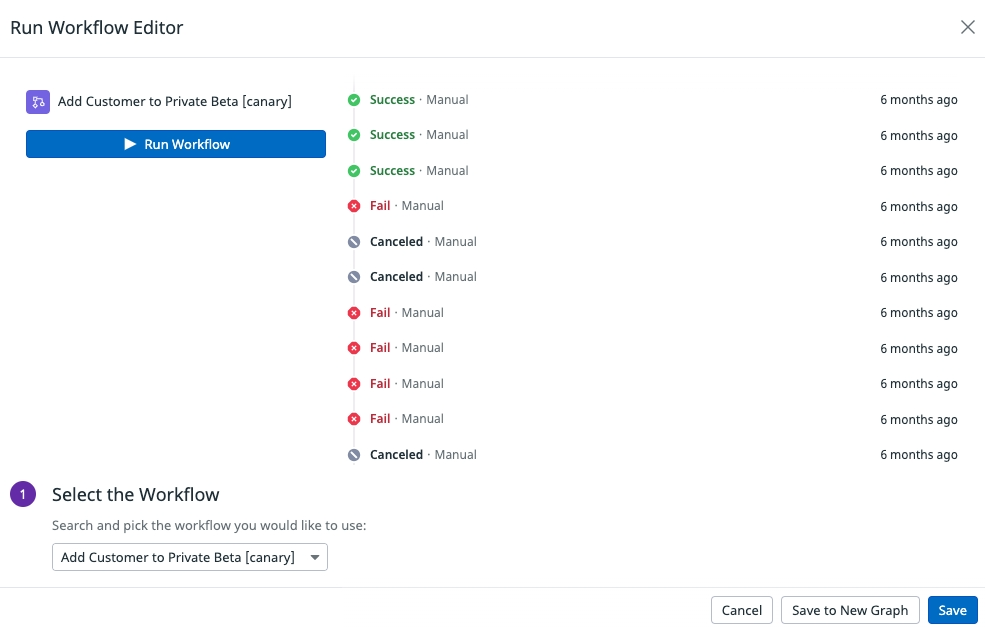 Run Workflow Editor
Add Customer to Private Beta [canary]
Run Workflow
Success · Manual 6 months ago
Success · Manual 6 months ago
Success · Manual 6 months ago
Fail · Manual 6 months ago
Canceled · Manual 6 months ago
Canceled · Manual 6 months ago
Fail · Manual 6 months ago
Fail · Manual 6 months ago
Fail · Manual 6 months ago
Fail · Manual 6 months ago
Canceled · Manual 6 months ago
1 Select the Workflow
Search and pick the workflow you would like to use:
Add Customer to Private Beta [canary]
Cancel Save to New Graph Save